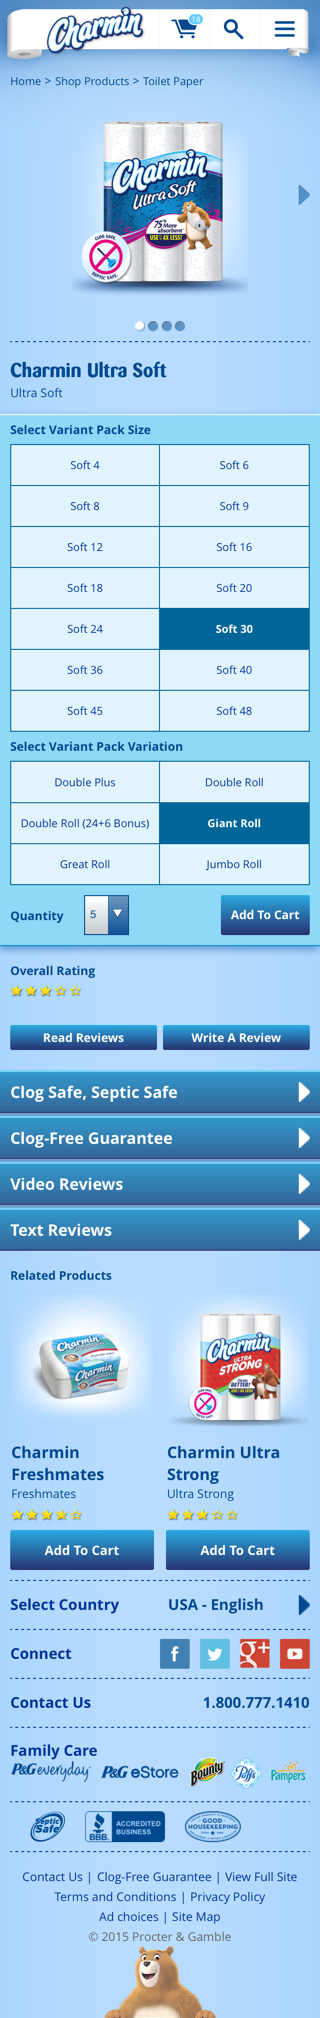 Charmin
18
Home > Shop Products > Toilet Paper
Charmin
Ultra Soft
75% More
absorbent
USE UP TO 4X LESS!
CLOG SAFE.
SEPTIC SAFE.
Charmin Ultra Soft
Ultra Soft
Select Variant Pack Size
Soft 4
Soft 6
Soft 8
Soft 9
Soft 12
Soft 16
Soft 18
Soft 20
Soft 24
Soft 30
Soft 36
Soft 40
Soft 45
Soft 48
Select Variant Pack Variation
Double Plus
Double Roll
Double Roll (24+6 Bonus)
Giant Roll
Great Roll
Jumbo Roll
Quantity
5
Add To Cart
Overall Rating
Read Reviews
Write A Review
Clog Safe, Septic Safe
Clog-Free Guarantee
Video Reviews
Text Reviews
Related Products
Charmin
Charmin
Charmin
ULTRA
STRONG
Charmin
Freshmates
Freshmates
Charmin Ultra
Strong
Ultra Strong
Add To Cart
Add To Cart
Select Country
USA - English
Connect
f
g+
Contact Us
1.800.777.1410
Family Care
P&G everyday
P&G eStore
Bounty
Puffs
Pampers
Septic
Safe
BBB.
ACCREDITED
BUSINESS
GOOD
HOUSEKEEPING
Contact Us | Clog-Free Guarantee | View Full Site
Terms and Conditions | Privacy Policy
Ad choices | Site Map
© 2015 Procter & Gamble